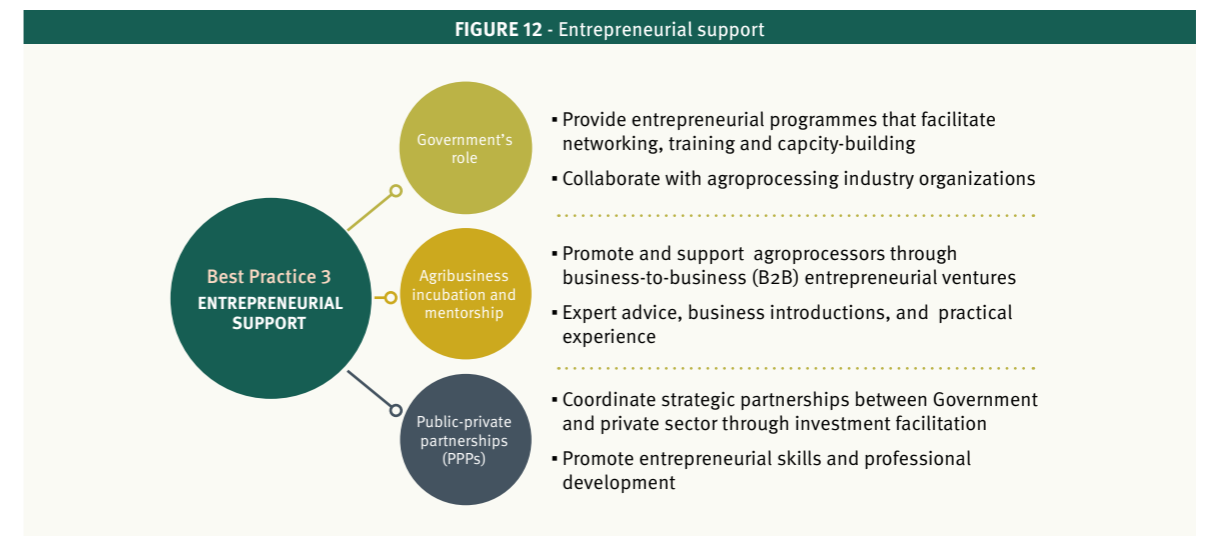 FIGURE 12 - Entrepreneurial support
Best Practice 3
ENTREPRENEURIAL
SUPPORT
Government's
role
▪ Provide entrepreneurial programmes that facilitate
networking, training and capcity-building
▪ Collaborate with agroprocessing industry organizations
Agribusiness
incubation and
mentorship
▪ Promote and support agroprocessors through
business-to-business (B2B) entrepreneurial ventures
▪ Expert advice, business introductions, and practical
experience
Public-private
partnerships
(PPPs)
▪ Coordinate strategic partnerships between Government
and private sector through investment facilitation
▪ Promote entrepreneurial skills and professional
development